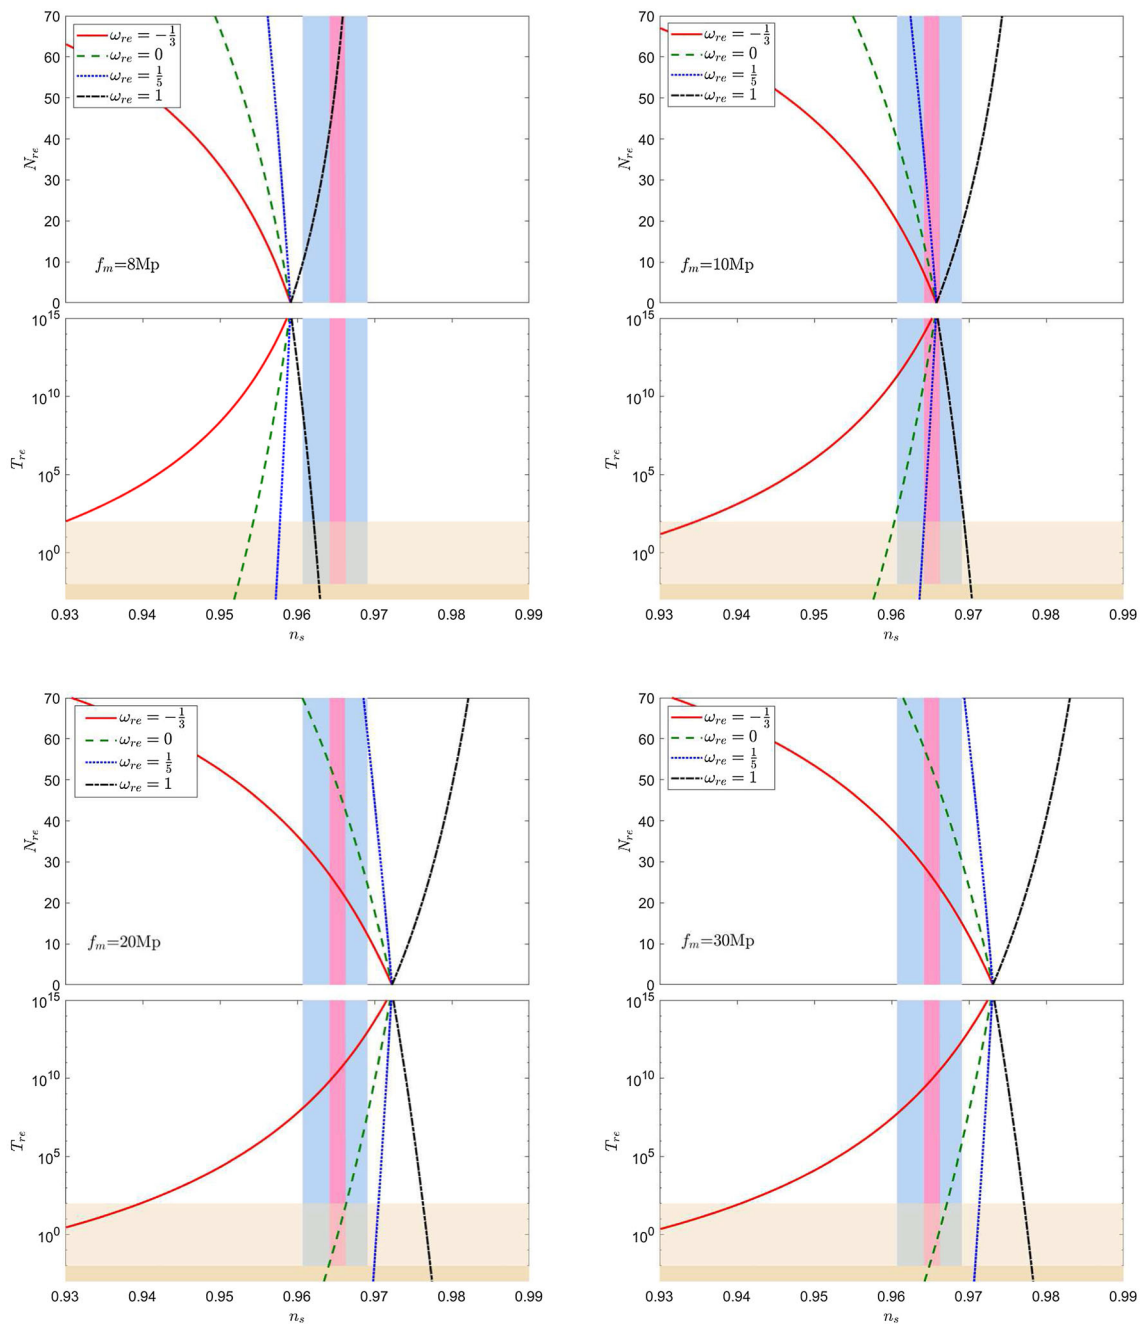 70
60
50
40
30
20
10
0
N_re
ω_re = −1/3
ω_re = 0
ω_re = 1/5
ω_re = 1
f_m=8Mp
10^15
10^10
10^5
10^0
T_re
0.93 0.94 0.95 0.96 0.97 0.98 0.99
n_s
70
60
50
40
30
20
10
0
N_re
ω_re = −1/3
ω_re = 0
ω_re = 1/5
ω_re = 1
f_m=10Mp
10^15
10^10
10^5
10^0
T_re
0.93 0.94 0.95 0.96 0.97 0.98 0.99
n_s
70
60
50
40
30
20
10
0
N_re
ω_re = −1/3
ω_re = 0
ω_re = 1/5
ω_re = 1
f_m=20Mp
10^15
10^10
10^5
10^0
T_re
0.93 0.94 0.95 0.96 0.97 0.98 0.99
n_s
70
60
50
40
30
20
10
0
N_re
ω_re = −1/3
ω_re = 0
ω_re = 1/5
ω_re = 1
f_m=30Mp
10^15
10^10
10^5
10^0
T_re
0.93 0.94 0.95 0.96 0.97 0.98 0.99
n_s